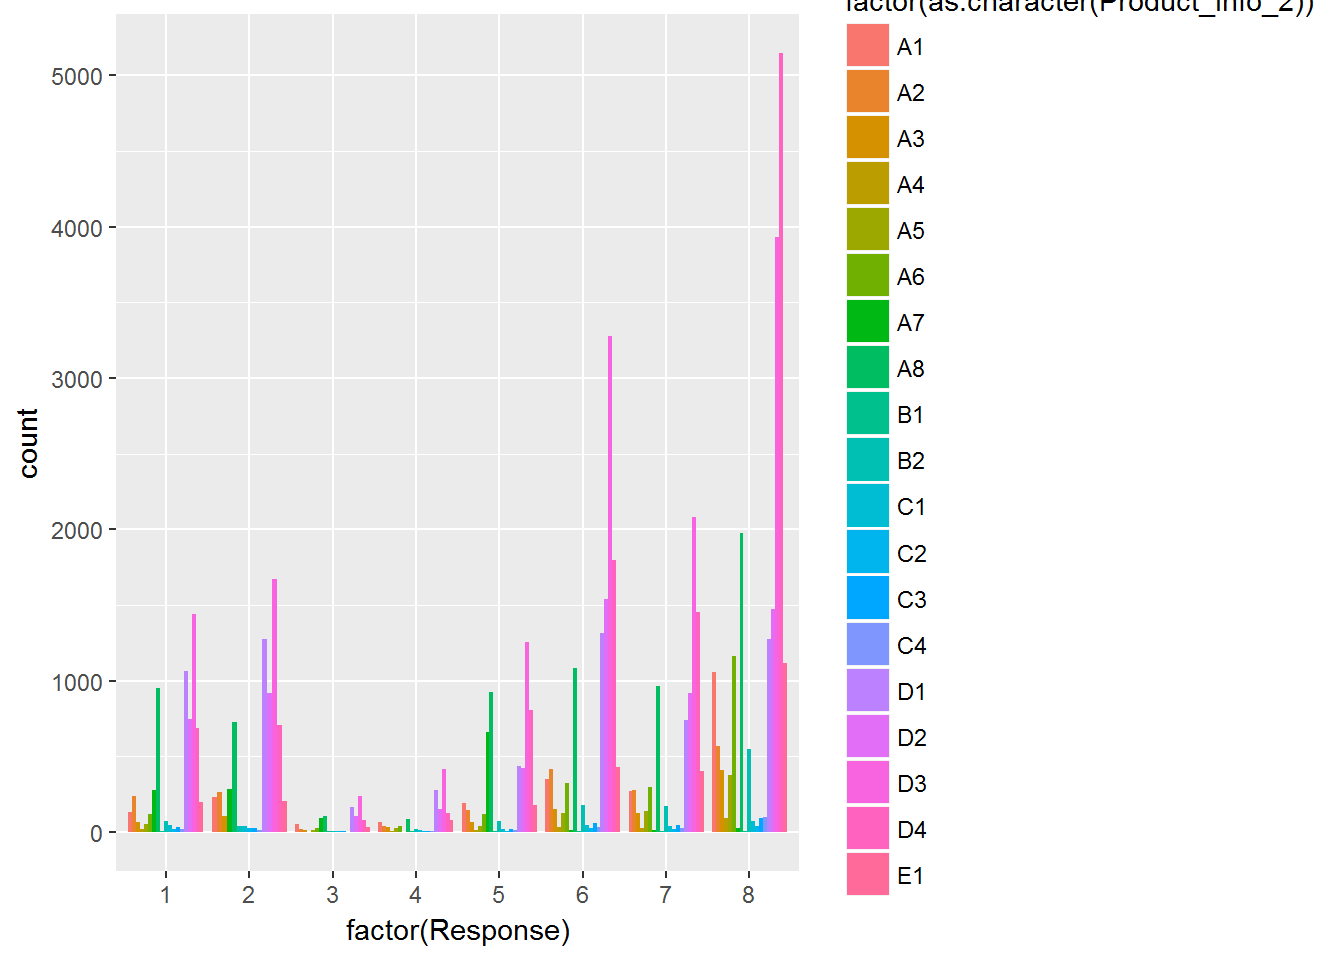 factor(as.character(Product_Info_2))
A1
A2
A3
A4
A5
A6
A7
A8
B1
B2
C1
C2
C3
C4
D1
D2
D3
D4
E1
5000
4000
3000
2000
1000
0
count
1 2 3 4 5 6 7 8
factor(Response)